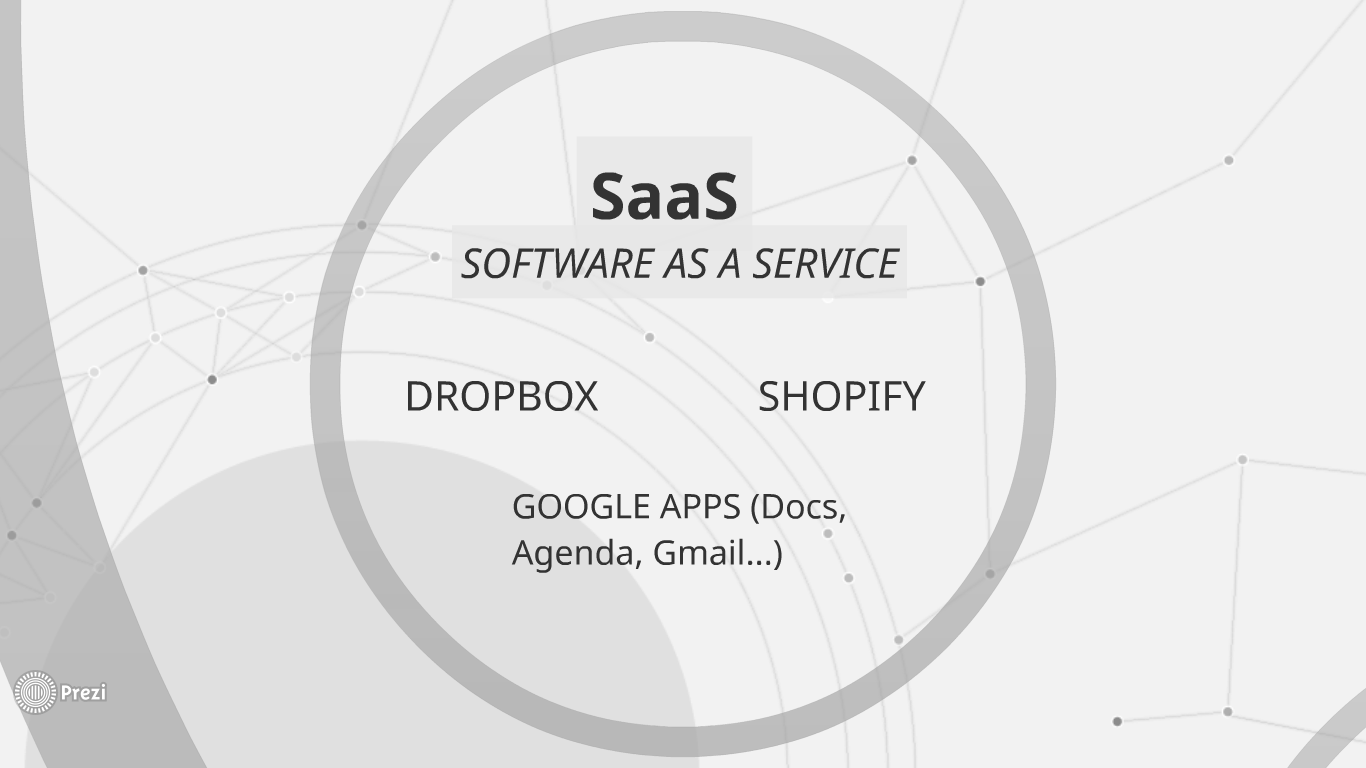 SaaS
SOFTWARE AS A SERVICE
DROPBOX
SHOPIFY
GOOGLE APPS (Docs,
Agenda, Gmail...)
Prezi